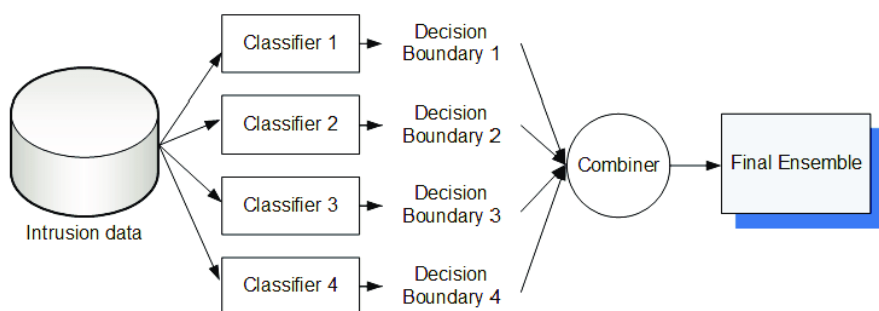 Classifier 1
Decision
Boundary 1
Classifier 2
Decision
Boundary 2
Combiner
Final Ensemble
Classifier 3
Decision
Boundary 3
Intrusion data
Classifier 4
Decision
Boundary 4